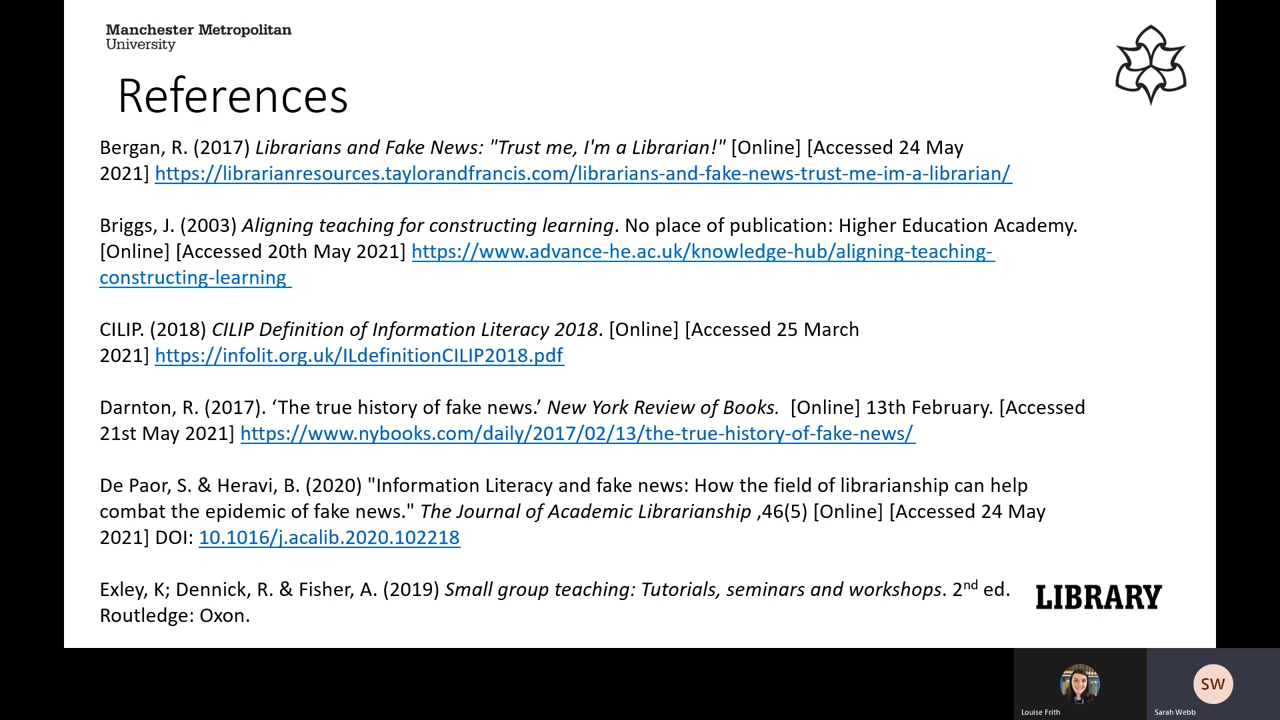 Manchester Metropolitan
University
References
Bergan, R. (2017) Librarians and Fake News: "Trust me, I'm a Librarian!" [Online] [Accessed 24 May
2021] https://librarianresources.taylorandfrancis.com/librarians-and-fake-news-trust-me-im-a-librarian/
Briggs, J. (2003) Aligning teaching for constructing learning. No place of publication: Higher Education Academy.
[Online] [Accessed 20th May 2021] https://www.advance-he.ac.uk/knowledge-hub/aligning-teaching-
constructing-learning
CILIP. (2018) CILIP Definition of Information Literacy 2018. [Online] [Accessed 25 March
2021] https://infolit.org.uk/ILdefinitionCILIP2018.pdf
Darnton, R. (2017). ‘The true history of fake news.’ New York Review of Books. [Online] 13th February. [Accessed
21st May 2021] https://www.nybooks.com/daily/2017/02/13/the-true-history-of-fake-news/
De Paor, S. & Heravi, B. (2020) "Information Literacy and fake news: How the field of librarianship can help
combat the epidemic of fake news." The Journal of Academic Librarianship ,46(5) [Online] [Accessed 24 May
2021] DOI: 10.1016/j.acalib.2020.102218
Exley, K; Dennick, R. & Fisher, A. (2019) Small group teaching: Tutorials, seminars and workshops. 2nd ed.
Routledge: Oxon.
LIBRARY
SW
Louise Frith
Sarah Webb